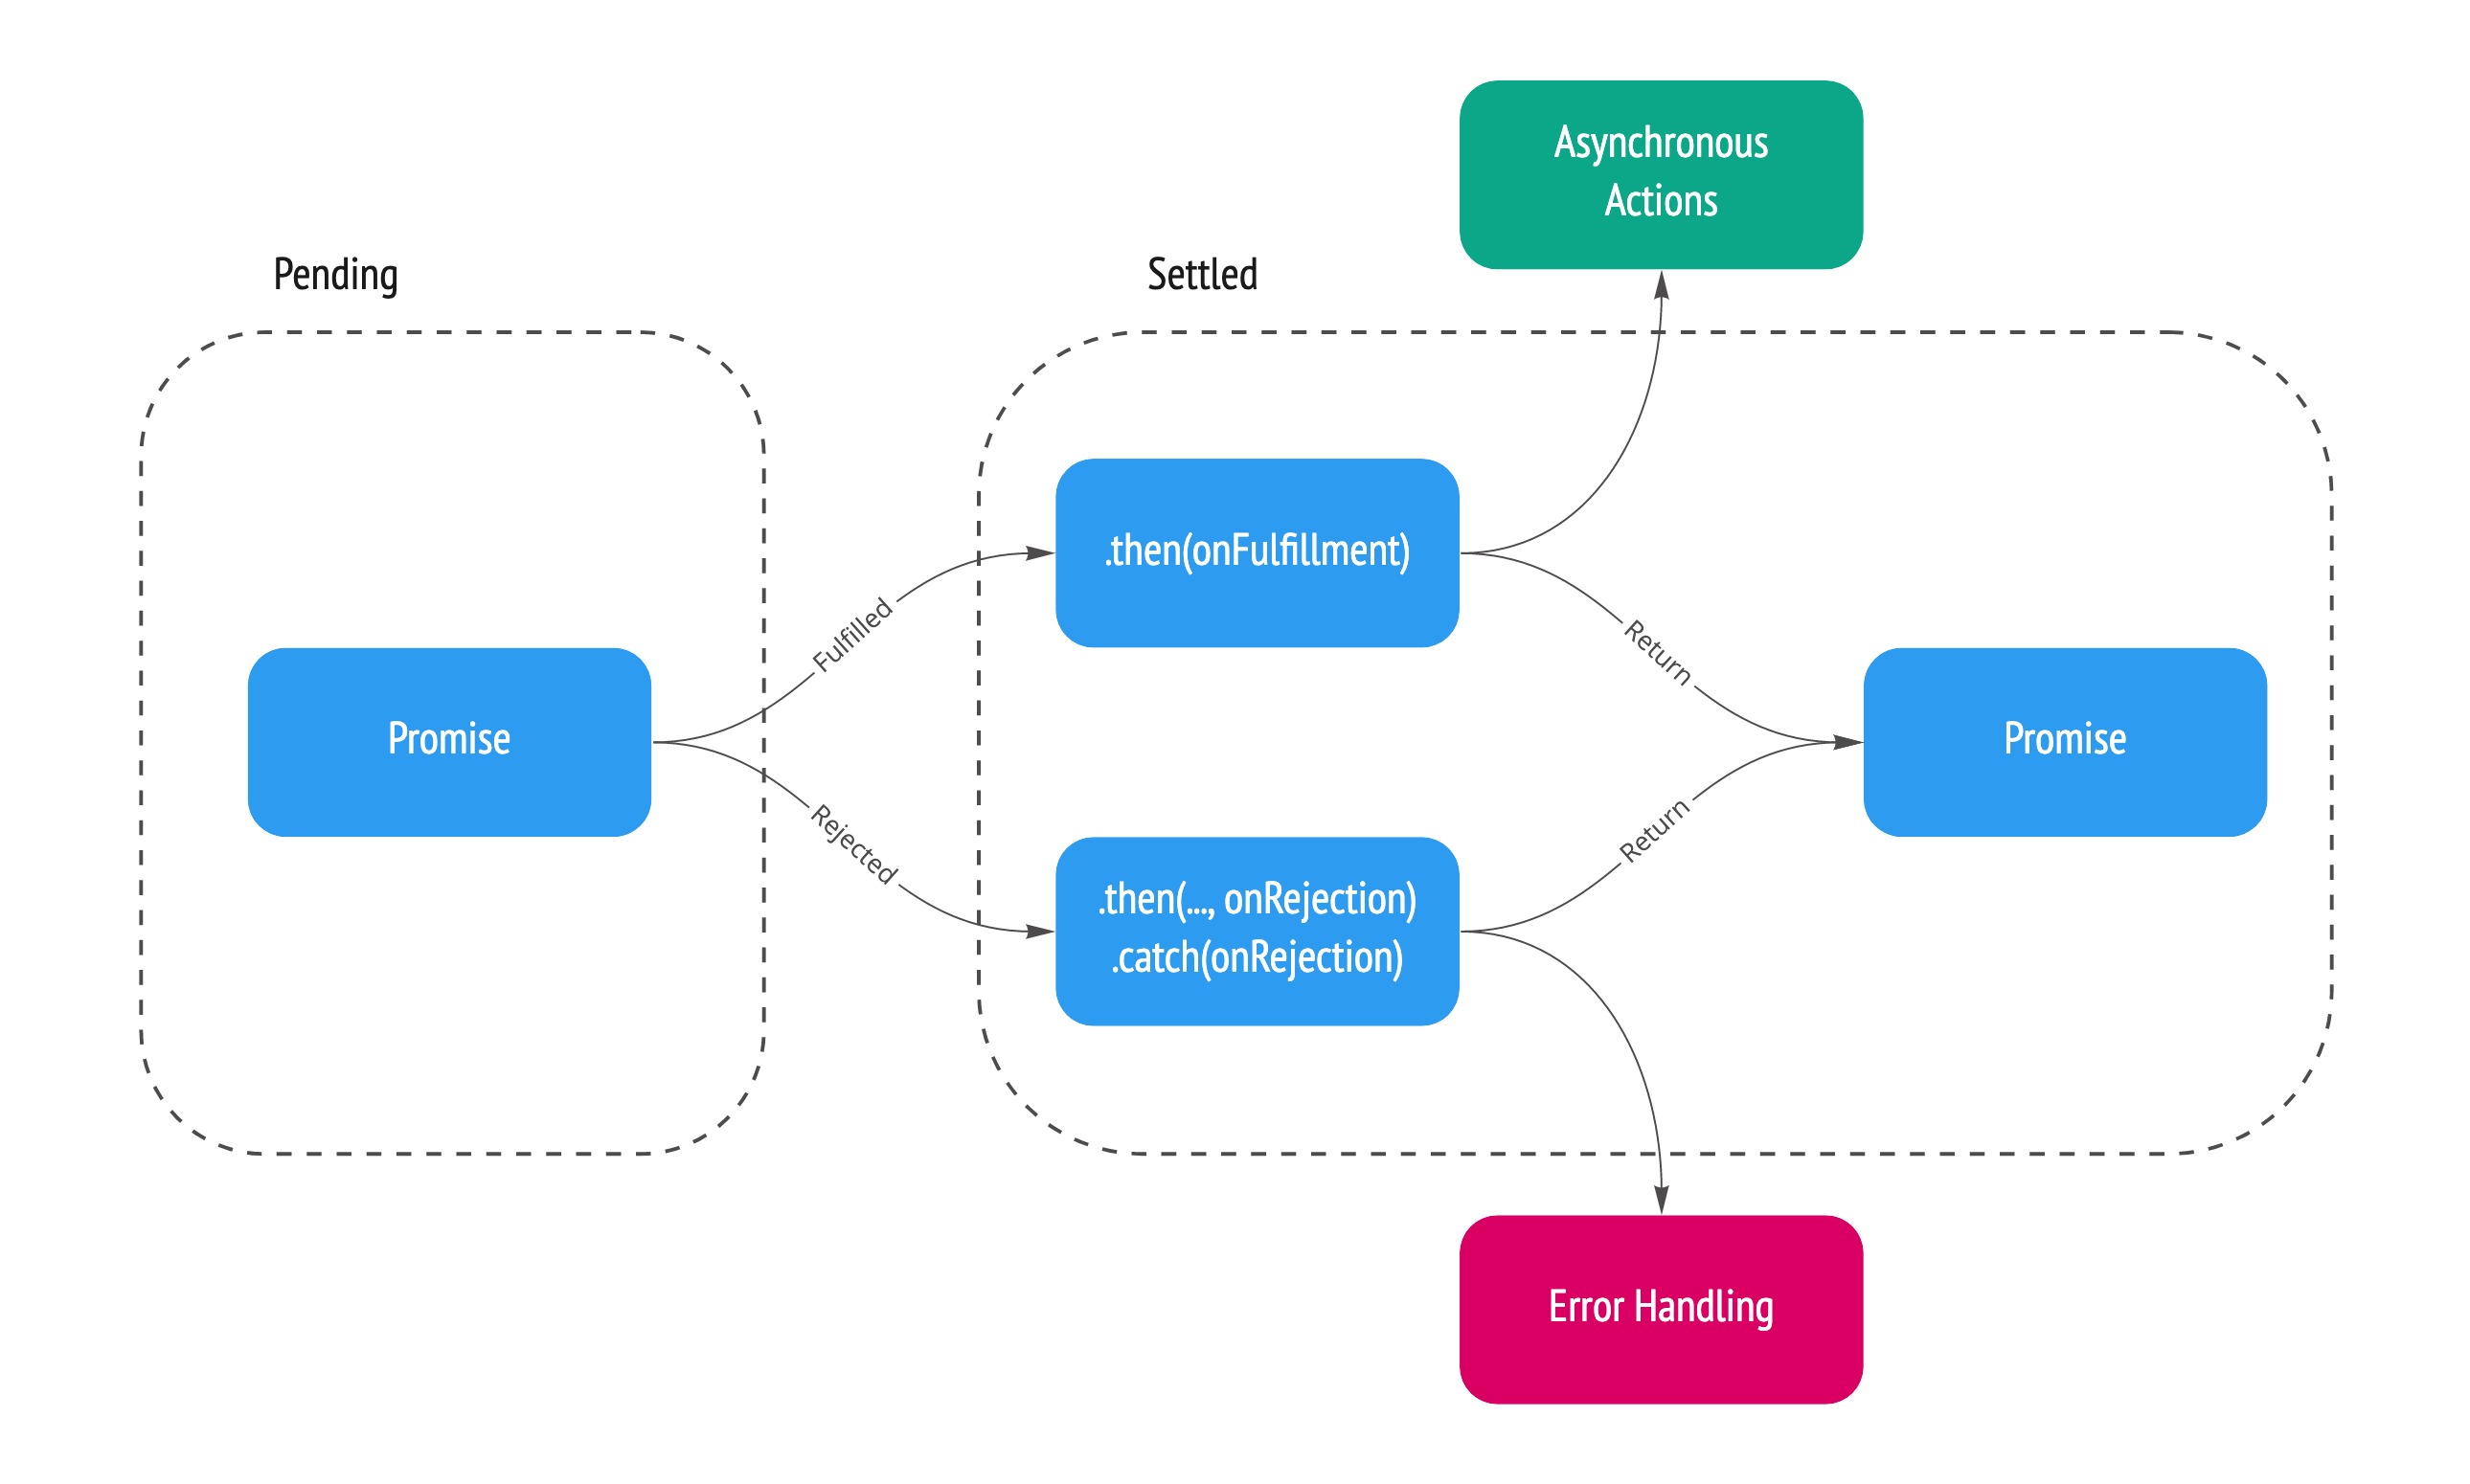 Asynchronous
Actions
Pending
Settled
.then(onFulfillment)
Fulfilled
Return
Promise
Promise
Rejected
Return
.then(..., onRejection)
.catch(onRejection)
Error Handling